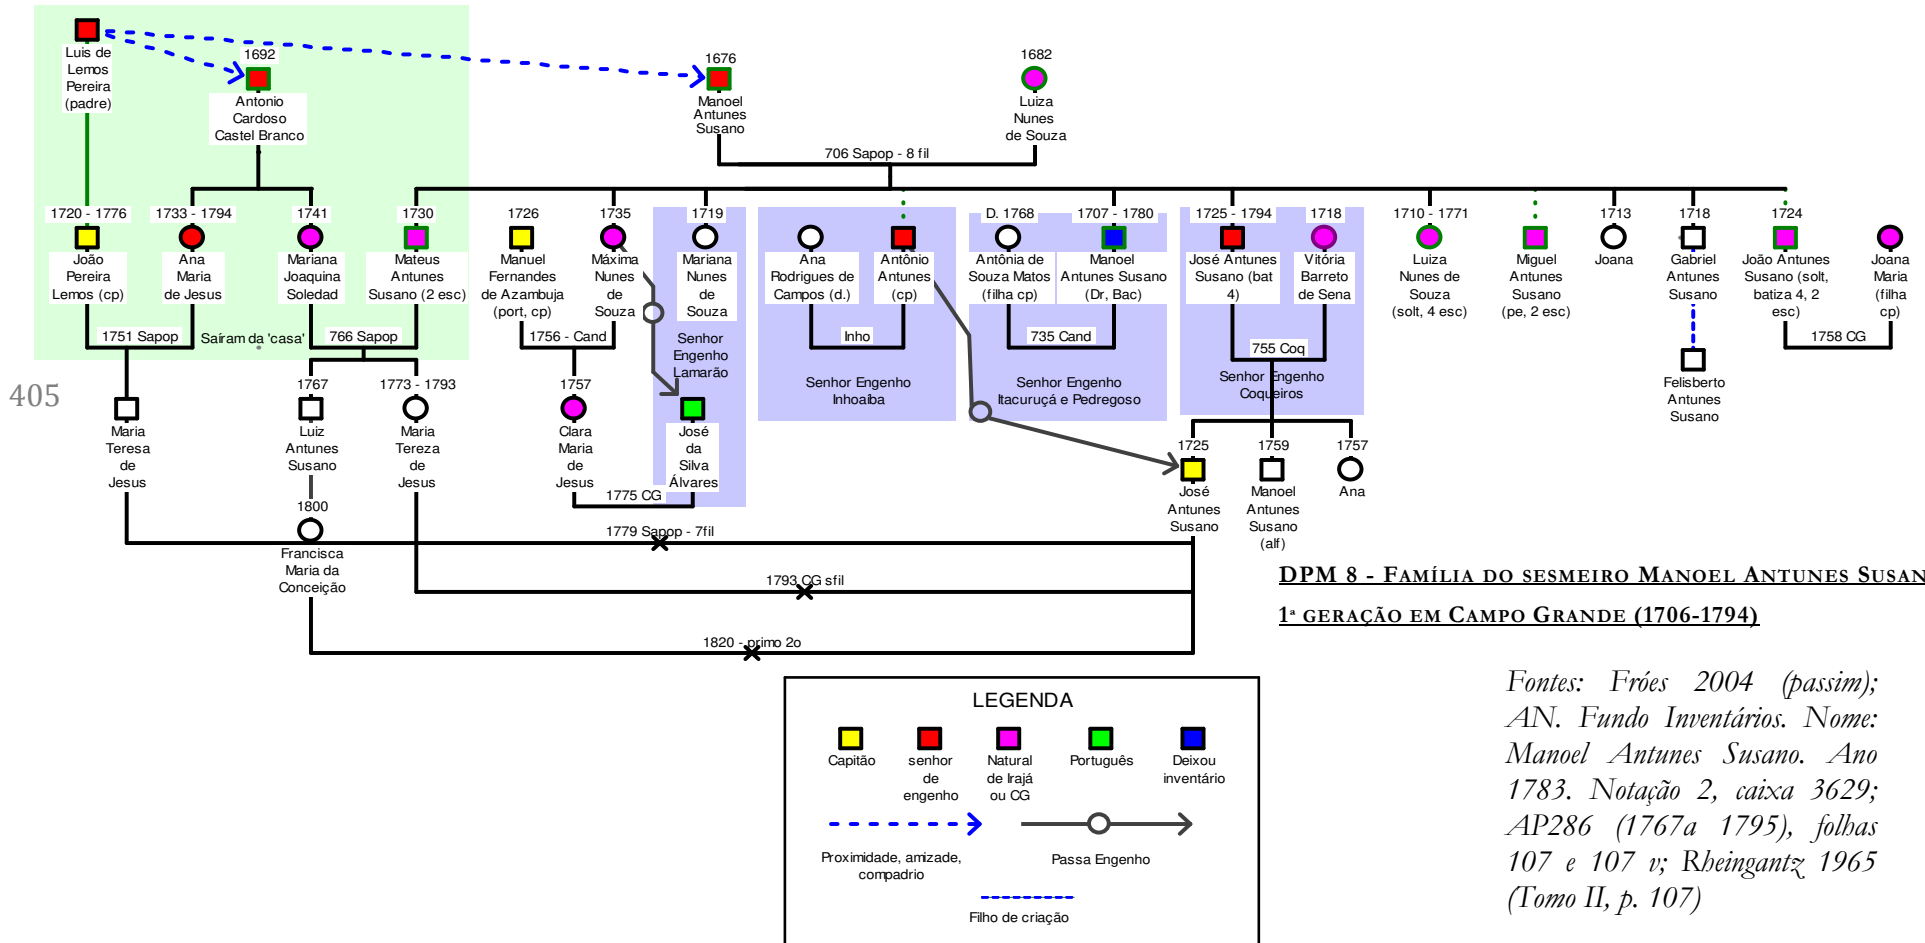 Luis de
Lemos
Pereira
(padre)
1692
Antonio
Cardoso
Castel Branco
1676
Manoel
Antunes
Susano
1682
Luiza
Nunes
de Souza
706 Sapop - 8 fil
1720 - 1776
João
Pereira
Lemos (cp)
1733 - 1794
Ana
Maria
de Jesus
1741
Mariana
Joaquina
Soledad
1730
Mateus
Antunes
Susano (2 esc)
1726
Manuel
Fernandes
de Azambuja
(port, cp)
1735
Máxima
Nunes
de
Souza
1719
Mariana
Nunes
de
Souza
Ana
Rodrigues de
Campos (d.)
Antônio
Antunes
(cp)
D. 1768
Antônia de
Souza Matos
(filha cp)
1707 - 1780
Manoel
Antunes Susano
(Dr, Bac)
1725 - 1794
José Antunes
Susano (bat
4)
1718
Vitória
Barreto
de Sena
1710 - 1771
Luiza
Nunes de
Souza
(solt, 4 esc)
Miguel
Antunes
Susano
(pe, 2 esc)
1713
Joana
1718
Gabriel
Antunes
Susano
1724
João Antunes
Susano (solt,
batiza 4, 2
esc)
Joana
Maria
(filha
cp)
1751 Sapop
Saíram da 'casa'
766 Sapop
1756 - Cand
Senhor
Engenho
Lamarão
Inho
Senhor Engenho
Inhoaíba
735 Cand
Senhor Engenho
Itacuruçá e Pedregoso
755 Coq
Senhor Engenho
Coqueiros
1758 CG
Felisberto
Antunes
Susano
405
Maria
Teresa
de
Jesus
1767
Luiz
Antunes
Susano
1773 - 1793
Maria
Tereza
de
Jesus
1757
Clara
Maria
de
Jesus
José
da
Silva
Álvares
1775 CG
1725
José
Antunes
Susano
1759
Manoel
Antunes
Susano
(alf)
1757
Ana
1800
Francisca
Maria da
Conceição
1779 Sapop - 7fil
1793 CG sfil
1820 - primo 2o
DPM 8 - Família do sesmeiro Manoel Antunes Susan
1ª geração em Campo Grande (1706-1794)
LEGENDA
Capitão
senhor
de
engenho
Natural
de Irajá
ou CG
Português
Deixou
inventário
Proximidade, amizade,
compadrio
Passa Engenho
Filho de criação
Fontes: Fróes 2004 (passim);
AN. Fundo Inventários. Nome:
Manoel Antunes Susano. Ano
1783. Notação 2, caixa 3629;
AP286 (1767a 1795), folhas
107 e 107 v; Rheingantz 1965
(Tomo II, p. 107)